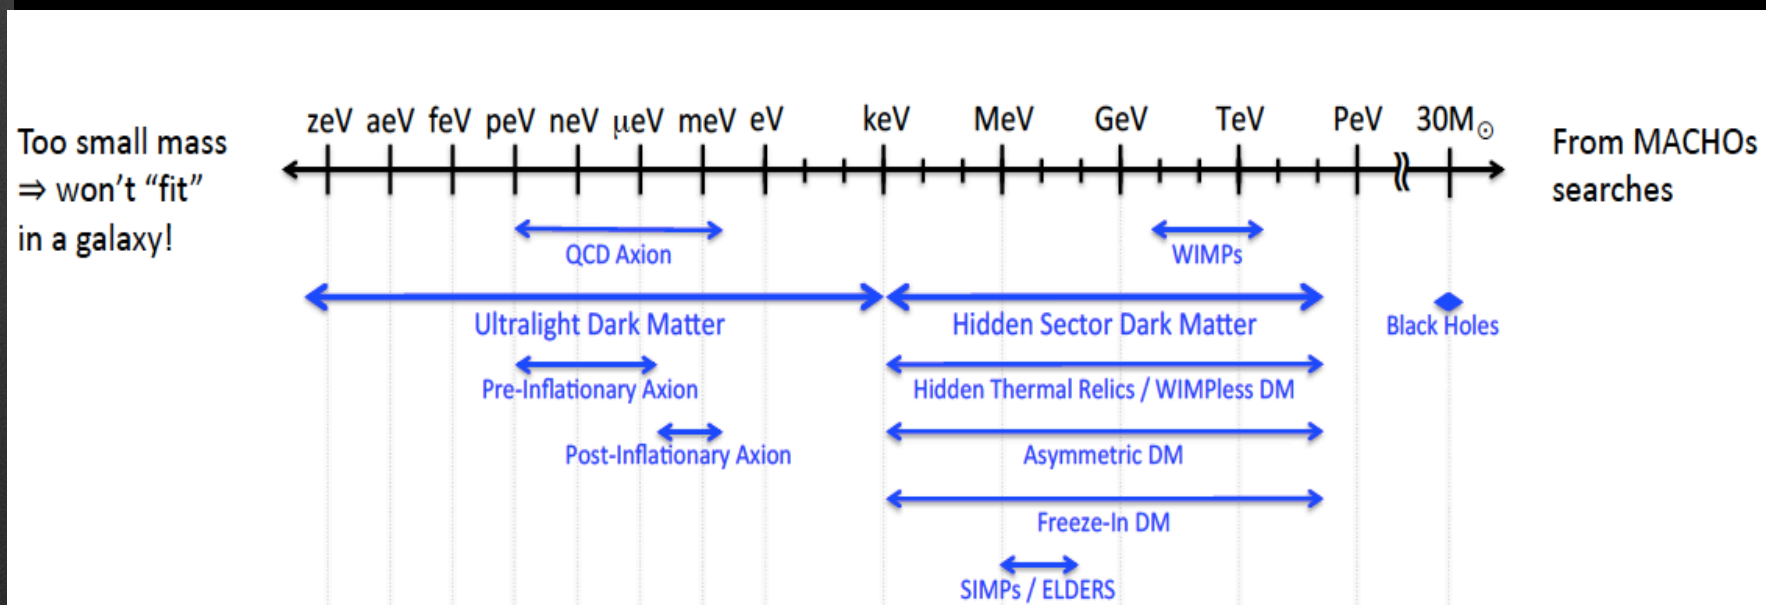 zeV aeV feV peV neV μeV meV eV keV MeV GeV TeV PeV 30M⊙
Too small mass
⇒ won’t “fit”
in a galaxy!
From MACHOs
searches
QCD Axion
WIMPs
Ultralight Dark Matter
Hidden Sector Dark Matter
Black Holes
Pre-Inflationary Axion
Hidden Thermal Relics / WIMPless DM
Post-Inflationary Axion
Asymmetric DM
Freeze-In DM
SIMPs / ELDERS